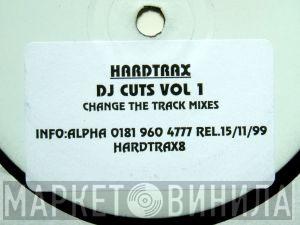 HARDTRAX
DJ CUTS VOL 1
CHANGE THE TRACK MIXES
INFO:ALPHA 0181 960 4777 REL.15/11/99
HARDTRAX8
МАРКЕТ ВИНИЛА